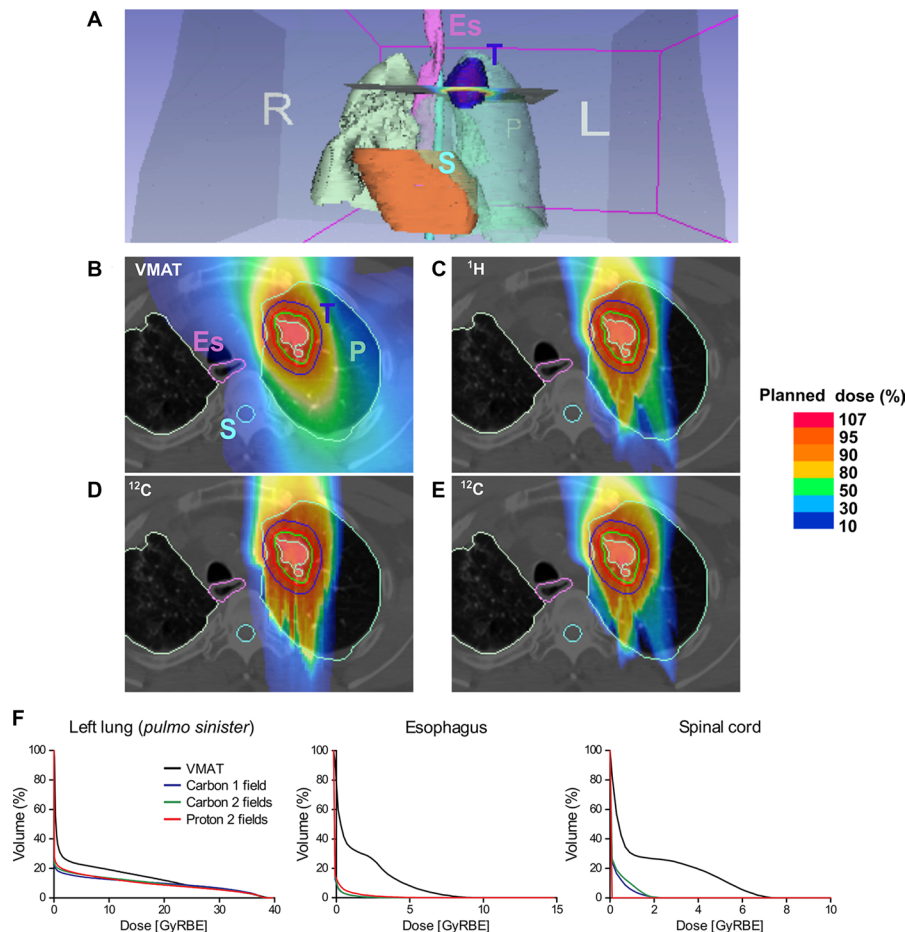 A
Es
T
R
P
L
S
B
VMAT
T
Es
P
S
C
¹H
D
¹²C
E
¹²C
Planned dose (%)
107
95
90
80
50
30
10
F
Left lung (pulmo sinister)
Volume (%)
100
80
60
40
20
0
0 10 20 30 40
Dose [GyRBE]
VMAT
Carbon 1 field
Carbon 2 fields
Proton 2 fields
Esophagus
Volume (%)
100
80
60
40
20
0
0 5 10 15
Dose [GyRBE]
Spinal cord
Volume (%)
100
80
60
40
20
0
0 2 4 6 8 10
Dose [GyRBE]